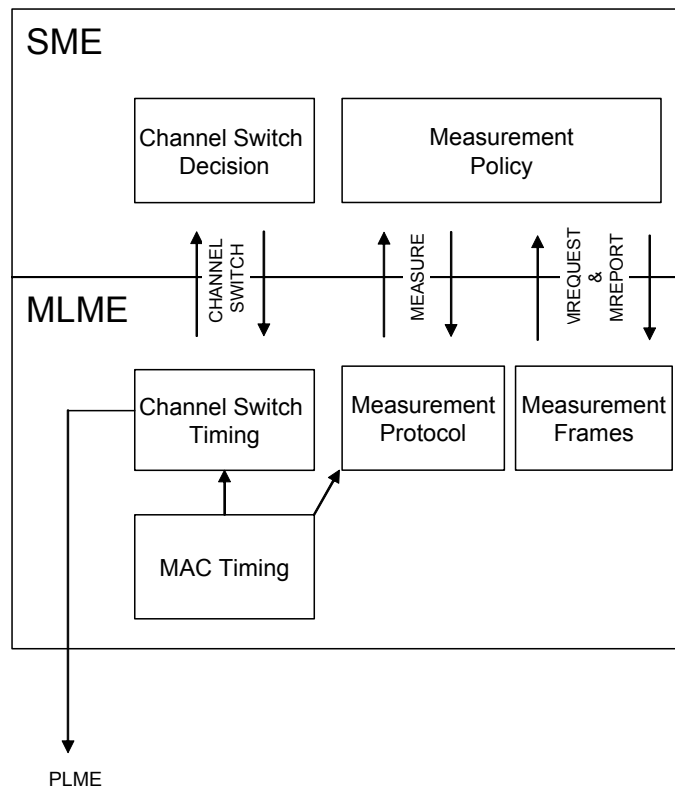 SME
Channel Switch
Decision
Measurement
Policy
CHANNEL
SWITCH
MEASURE
MREQUEST
&
MREPORT
MLME
Channel Switch
Timing
Measurement
Protocol
Measurement
Frames
MAC Timing
PLME